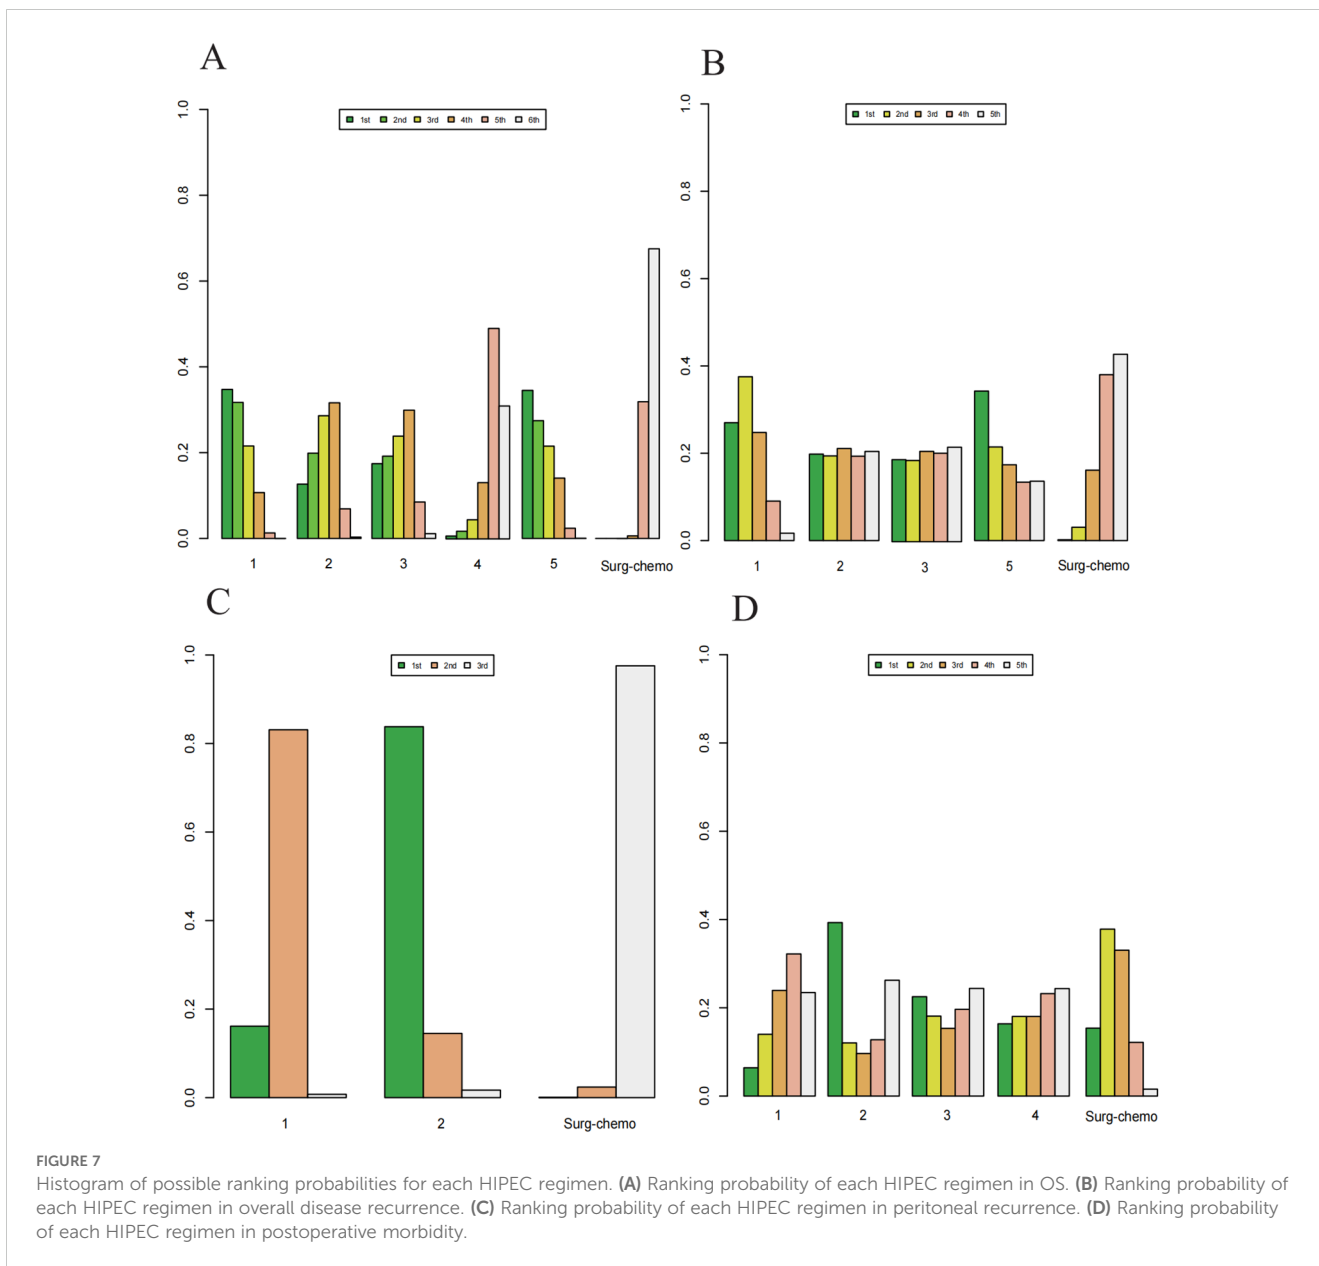 A
1st 2nd 3rd 4th 5th 6th
1.0
0.8
0.6
0.4
0.2
0.0
1 2 3 4 5 Surg-chemo
B
1st 2nd 3rd 4th 5th
1.0
0.8
0.6
0.4
0.2
0.0
1 2 3 5 Surg-chemo
C
1st 2nd 3rd
1.0
0.8
0.6
0.4
0.2
0.0
1 2 Surg-chemo
D
1st 2nd 3rd 4th 5th
1.0
0.8
0.6
0.4
0.2
0.0
1 2 3 4 Surg-chemo
FIGURE 7
Histogram of possible ranking probabilities for each HIPEC regimen. (A) Ranking probability of each HIPEC regimen in OS. (B) Ranking probability of
each HIPEC regimen in overall disease recurrence. (C) Ranking probability of each HIPEC regimen in peritoneal recurrence. (D) Ranking probability
of each HIPEC regimen in postoperative morbidity.